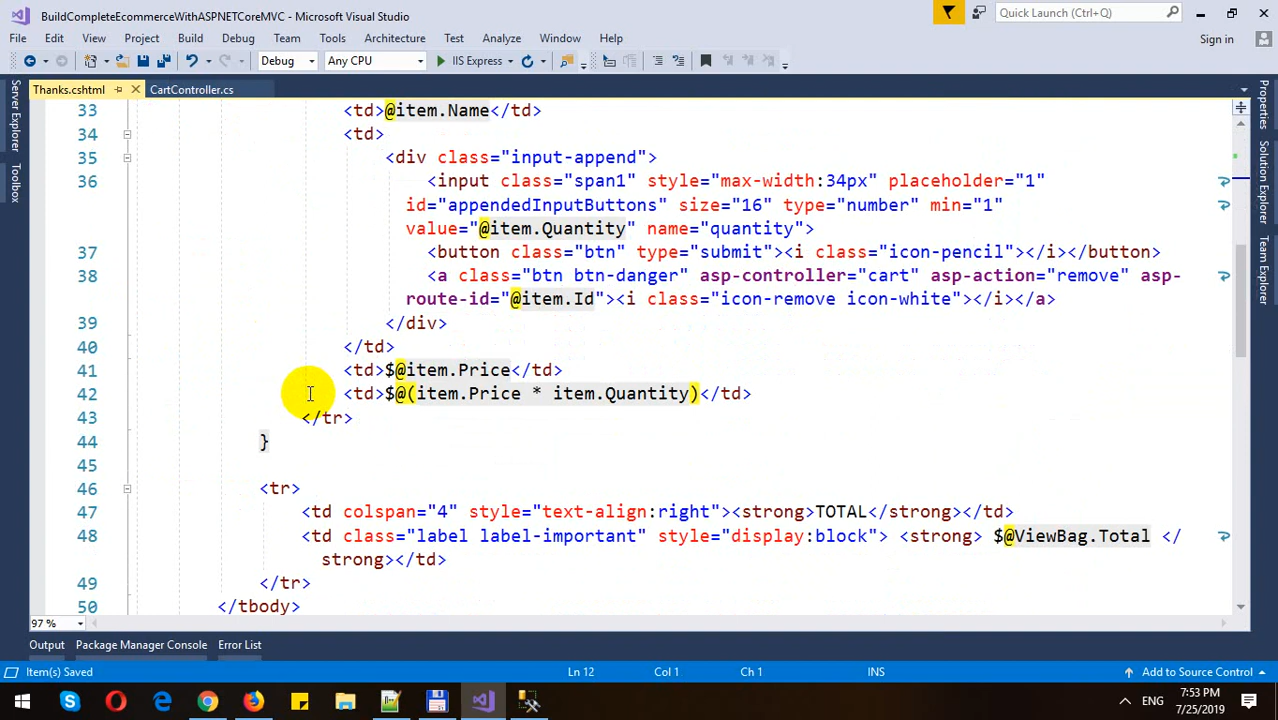 BuildCompleteEcommerceWithASPNETCoreMVC - Microsoft Visual Studio
Quick Launch (Ctrl+Q)
File Edit View Project Build Debug Team Tools Architecture Test Analyze Window Help
Sign in
Debug Any CPU IIS Express
Thanks.cshtml CartController.cs
Server Explorer
Toolbox
Properties
Solution Explorer
Team Explorer
33 <td>@item.Name</td>
34 <td>
35 <div class="input-append">
36 <input class="span1" style="max-width:34px" placeholder="1"
id="appendedInputButtons" size="16" type="number" min="1"
value="@item.Quantity" name="quantity">
37 <button class="btn" type="submit"><i class="icon-pencil"></i></button>
38 <a class="btn btn-danger" asp-controller="cart" asp-action="remove" asp-
route-id="@item.Id"><i class="icon-remove icon-white"></i></a>
39 </div>
40 </td>
41 <td>$@item.Price</td>
42 <td>$@(item.Price * item.Quantity)</td>
43 </tr>
44 }
45
46 <tr>
47 <td colspan="4" style="text-align:right"><strong>TOTAL</strong></td>
48 <td class="label label-important" style="display:block"> <strong> $@ViewBag.Total </
strong></td>
49 </tr>
50 </tbody>
97 %
Output Package Manager Console Error List
Item(s) Saved Ln 12 Col 1 Ch 1 INS Add to Source Control
ENG
7:53 PM
7/25/2019